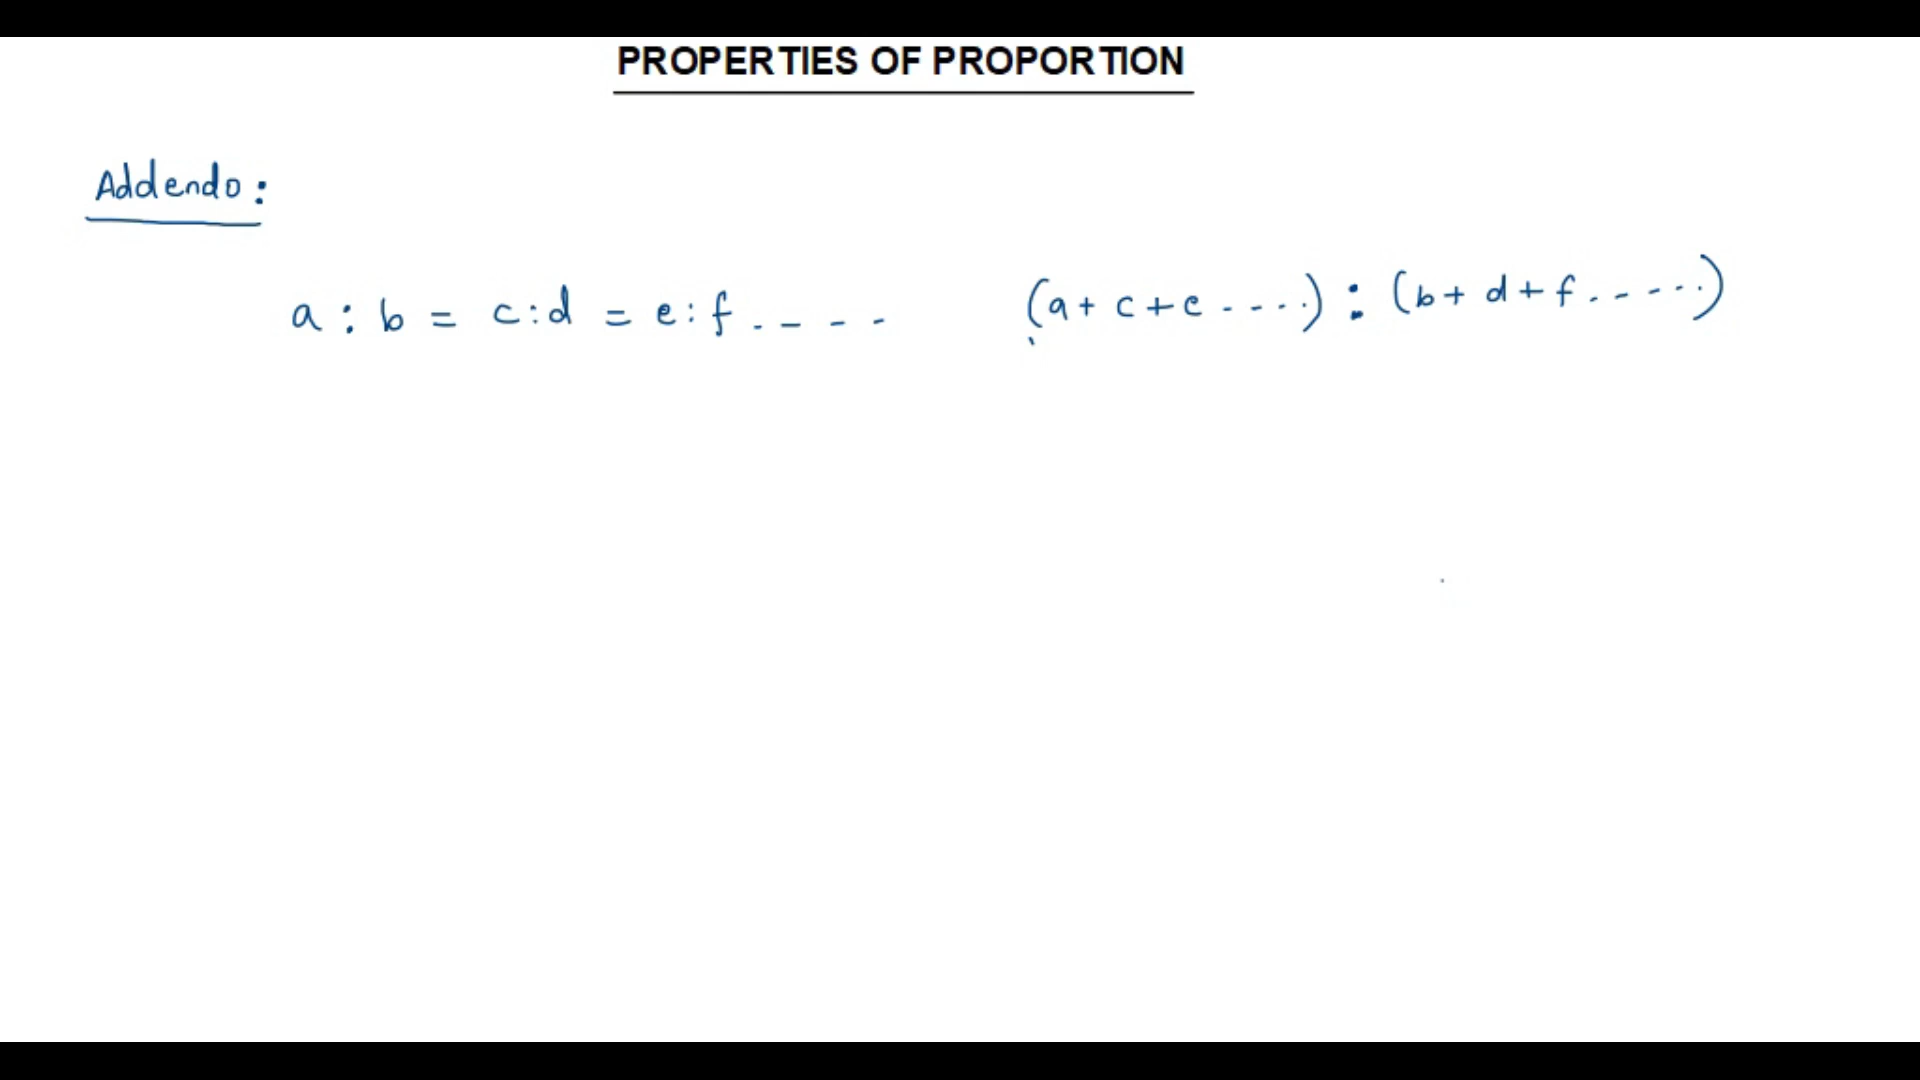 PROPERTIES OF PROPORTION
Addendo:
a : b = c : d = e : f . - - - - (a + c + e - - - - ·) : (b + d + f . - - - - ·)